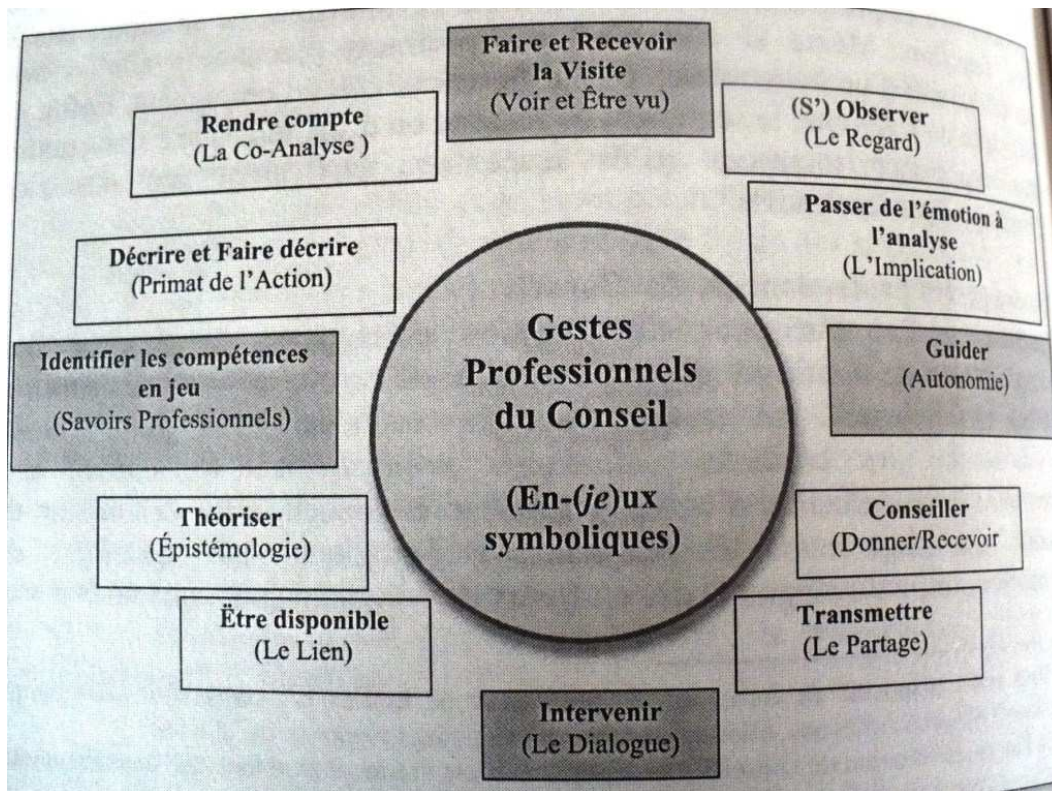 Faire et Recevoir
la Visite
(Voir et Être vu)
(S') Observer
(Le Regard)
Passer de l'émotion à
l'analyse
(L'Implication)
Guider
(Autonomie)
Conseiller
(Donner/Recevoir
Transmettre
(Le Partage)
Intervenir
(Le Dialogue)
Ëtre disponible
(Le Lien)
Théoriser
(Épistémologie)
Identifier les compétences
en jeu
(Savoirs Professionnels)
Décrire et Faire décrire
(Primat de l'Action)
Rendre compte
(La Co-Analyse )
Gestes
Professionnels
du Conseil
(En-(je)ux
symboliques)